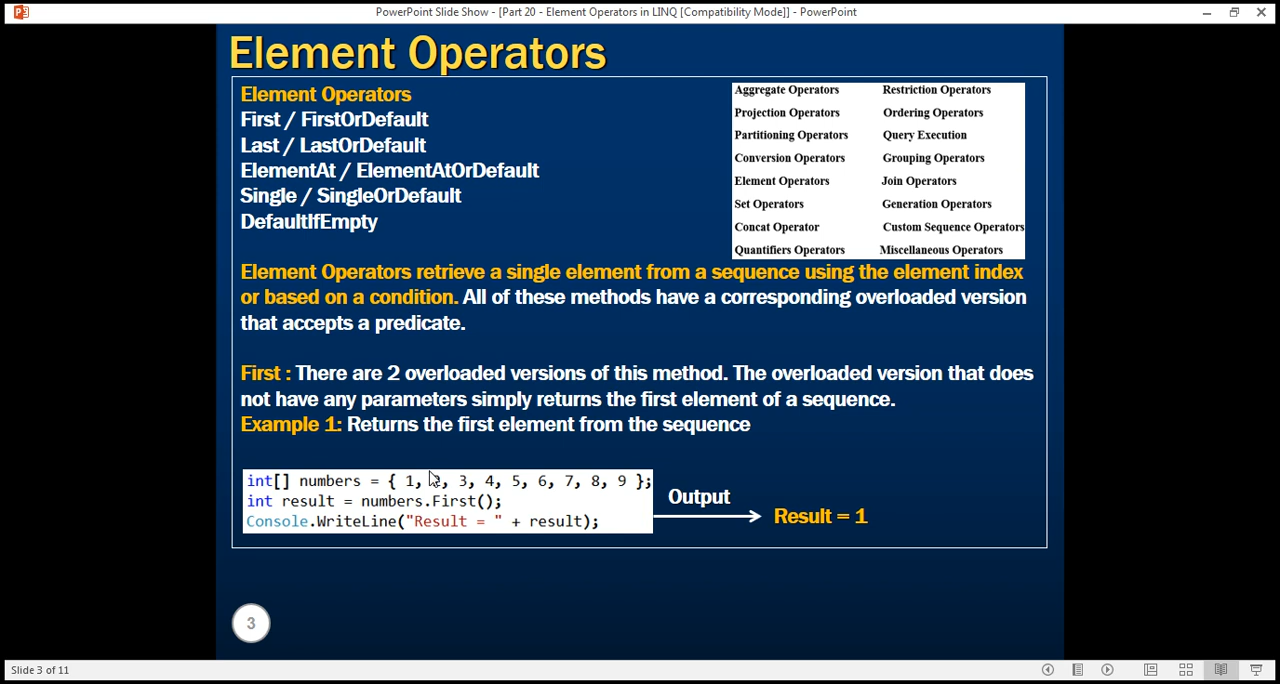 PowerPoint Slide Show - [Part 20 - Element Operators in LINQ [Compatibility Mode]] - PowerPoint
Element Operators
Element Operators
First / FirstOrDefault
Last / LastOrDefault
ElementAt / ElementAtOrDefault
Single / SingleOrDefault
DefaultIfEmpty
Aggregate Operators Restriction Operators
Projection Operators Ordering Operators
Partitioning Operators Query Execution
Conversion Operators Grouping Operators
Element Operators Join Operators
Set Operators Generation Operators
Concat Operator Custom Sequence Operators
Quantifiers Operators Miscellaneous Operators
Element Operators retrieve a single element from a sequence using the element index
or based on a condition. All of these methods have a corresponding overloaded version
that accepts a predicate.
First : There are 2 overloaded versions of this method. The overloaded version that does
not have any parameters simply returns the first element of a sequence.
Example 1: Returns the first element from the sequence
int[] numbers = { 1, 2, 3, 4, 5, 6, 7, 8, 9 };
int result = numbers.First();
Console.WriteLine("Result = " + result);
Output
Result = 1
3
Slide 3 of 11